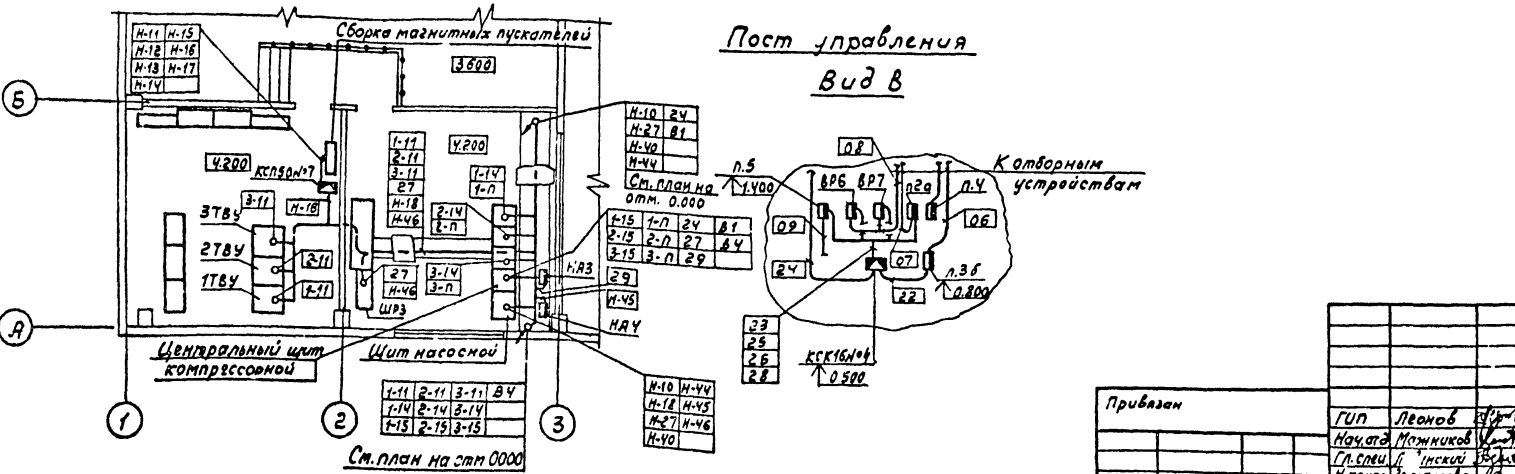 Н-11 Н-15
Н-12 Н-16
Н-13 Н-17
Н-14
Сборка магнитных пускателей
3.600
Б
4.200
КСП50№7
Н-18
3-11
3ТВУ
2ТВУ
1ТВУ
2-11
1-11
1-11
2-11
3-11
27
Н-18
Н-46
4.200
1-14
1-П
2-14
2-П
3-14
3-П
27
Н-46
ШРЗ
Н-10 24
Н-27 В1
Н-40
Н-44
См. план на
отм. 0.000
1-15 1-П 24 В1
2-15 2-П 27 В4
3-15 3-П 29
НА3
29
Н-45
НА4
А
Центральный щит
компрессорной
Щит насосной
1-11 2-11 3-11 В4
1-14 2-14 3-14
1-15 2-15 3-15
См. план на отм 0000
Н-10 Н-44
Н-18 Н-45
Н-27 Н-46
Н-40
1
2
3
Пост управления
Вид В
08
К отборным
устройствам
п.5
1.400
ВР6
ВР7
п2а
п.4
09
06
24
07
22
п.3б
0.800
23
25
26
28
КСК16№4
0.500
Привязан
ГИП Леонов
Нач.отд Мажников
Гл.спец